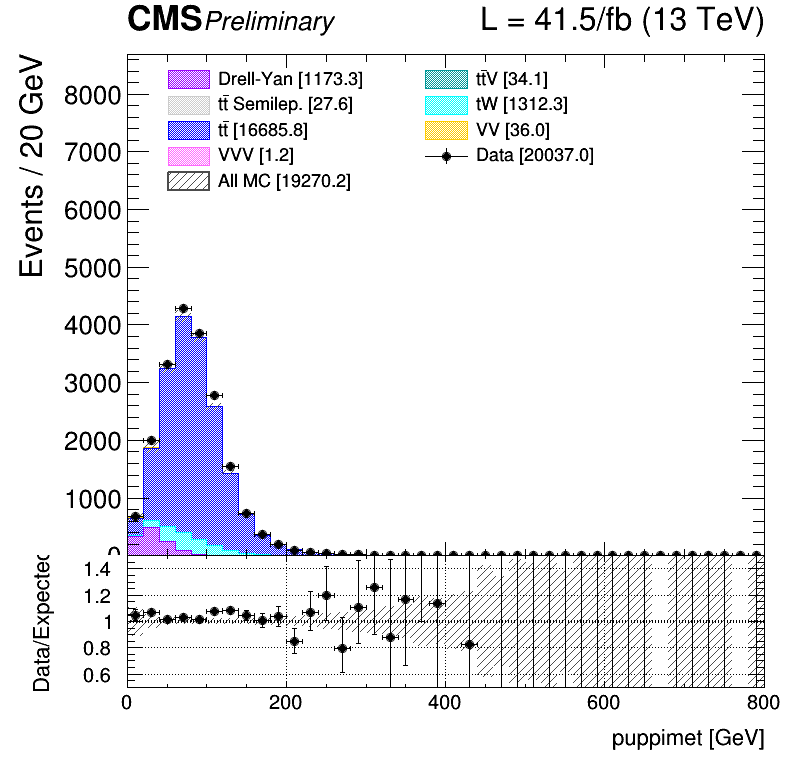 CMS Preliminary L = 41.5/fb (13 TeV)
Events / 20 GeV
8000
7000
6000
5000
4000
3000
2000
1000
0
Drell-Yan [1173.3]
tt̄ Semilep. [27.6]
tt̄ [16685.8]
VVV [1.2]
All MC [19270.2]
tt̄V [34.1]
tW [1312.3]
VV [36.0]
Data [20037.0]
Data/Expected
1.4
1.2
1
0.8
0.6
0 200 400 600 800
puppimet [GeV]